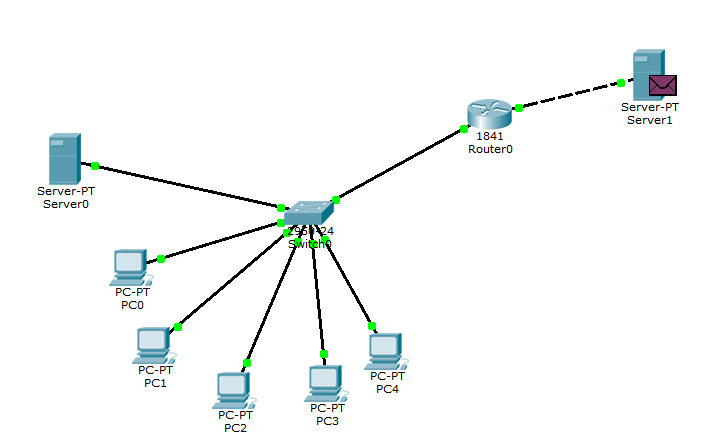 Server-PT
Server1
1841
Router0
Server-PT
Server0
2960-24
Switch0
PC-PT
PC0
PC-PT
PC1
PC-PT
PC2
PC-PT
PC3
PC-PT
PC4